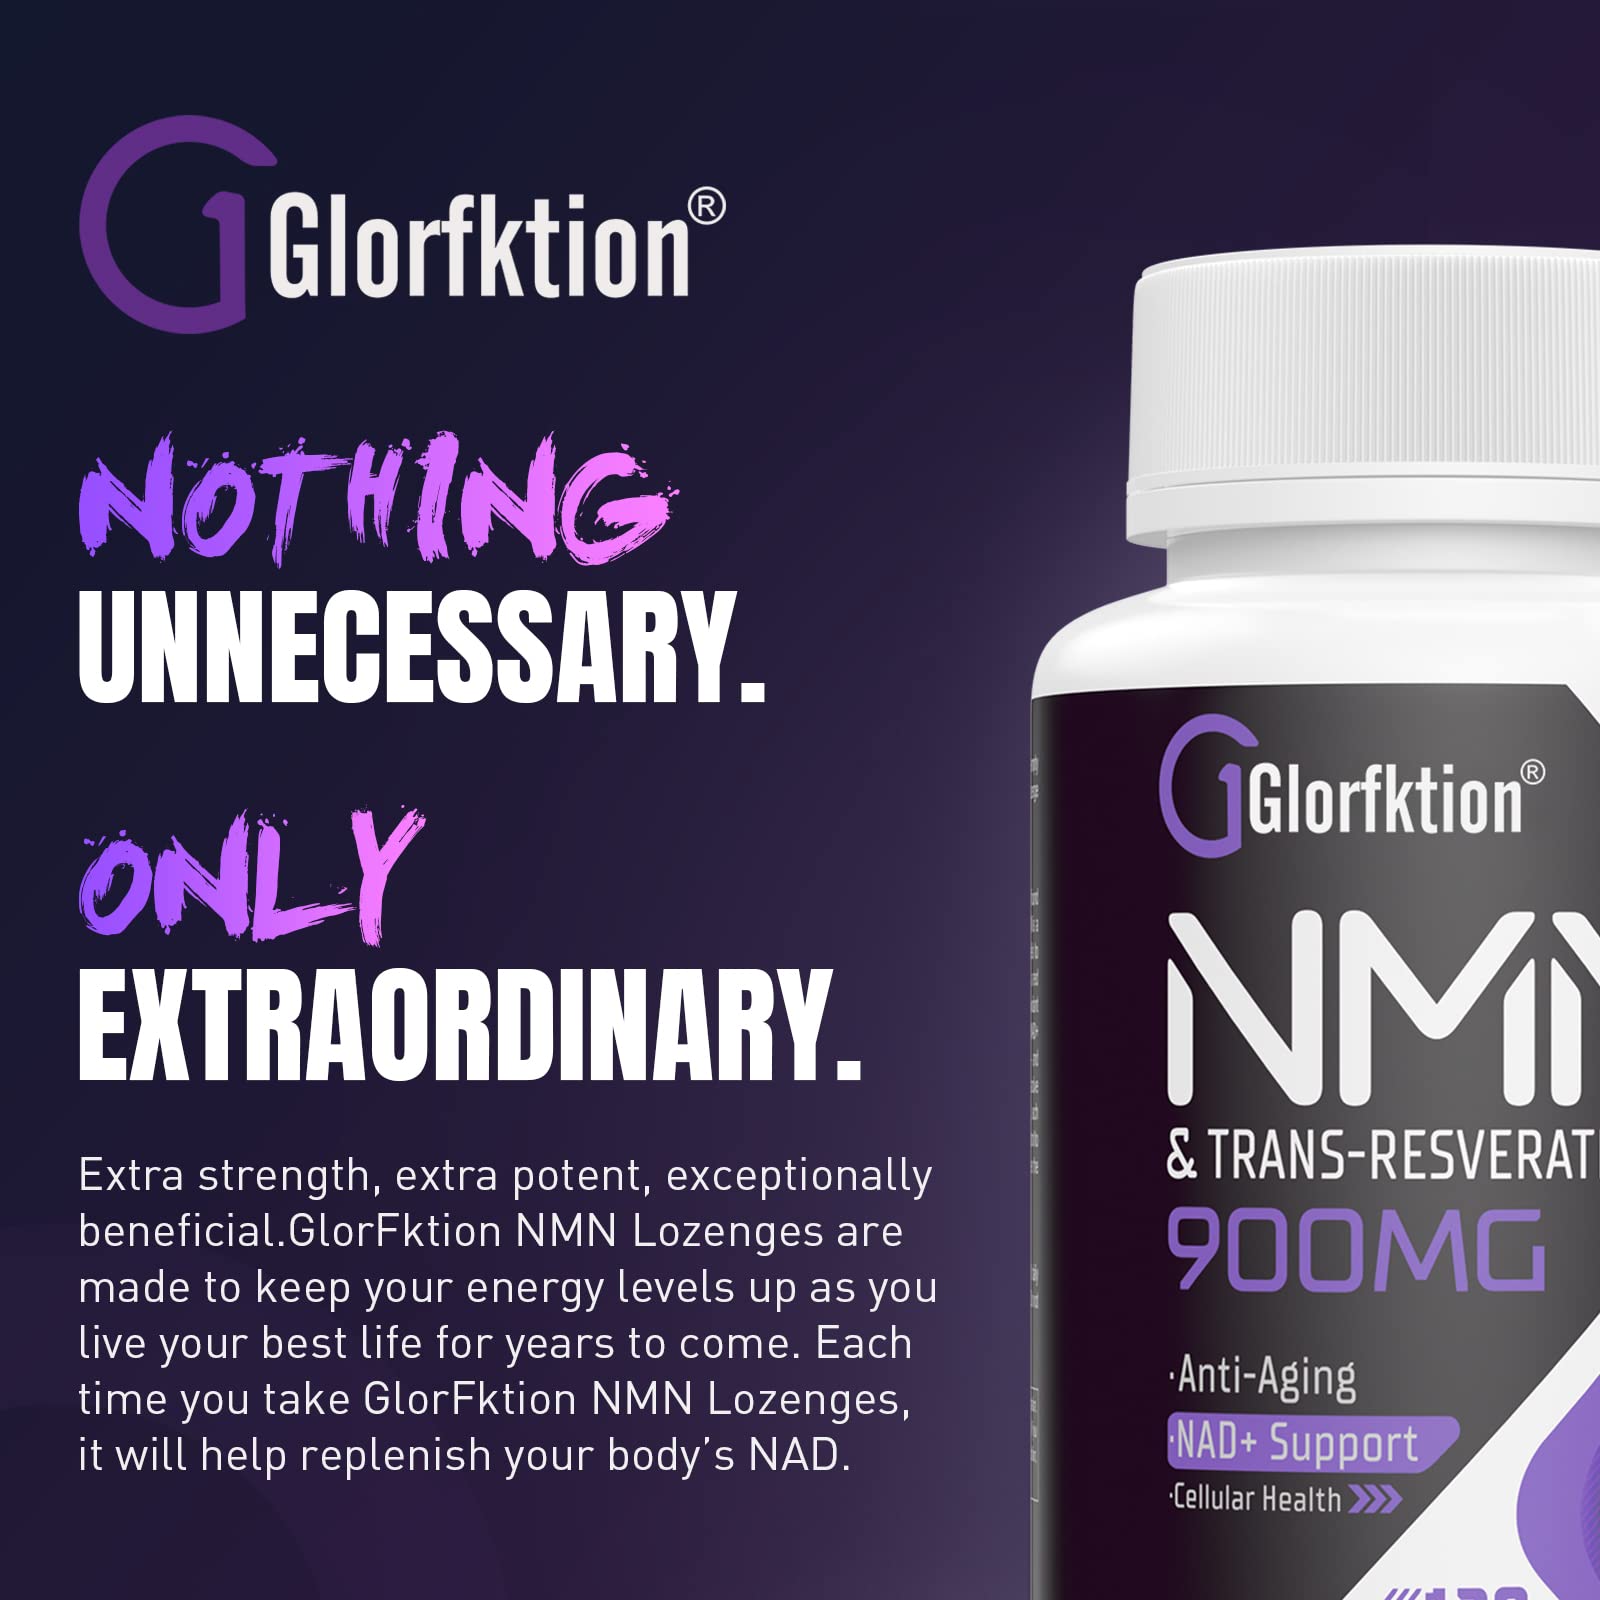 Glorfktion®
NOTHING
UNNECESSARY.
ONLY
EXTRAORDINARY.
Extra strength, extra potent, exceptionally
beneficial.GlorFktion NMN Lozenges are
made to keep your energy levels up as you
live your best life for years to come. Each
time you take GlorFktion NMN Lozenges,
it will help replenish your body's NAD.
Glorfktion®
NMN
& TRANS-RESVERAT
900MG
·Anti-Aging
·NAD+ Support
·Cellular Health